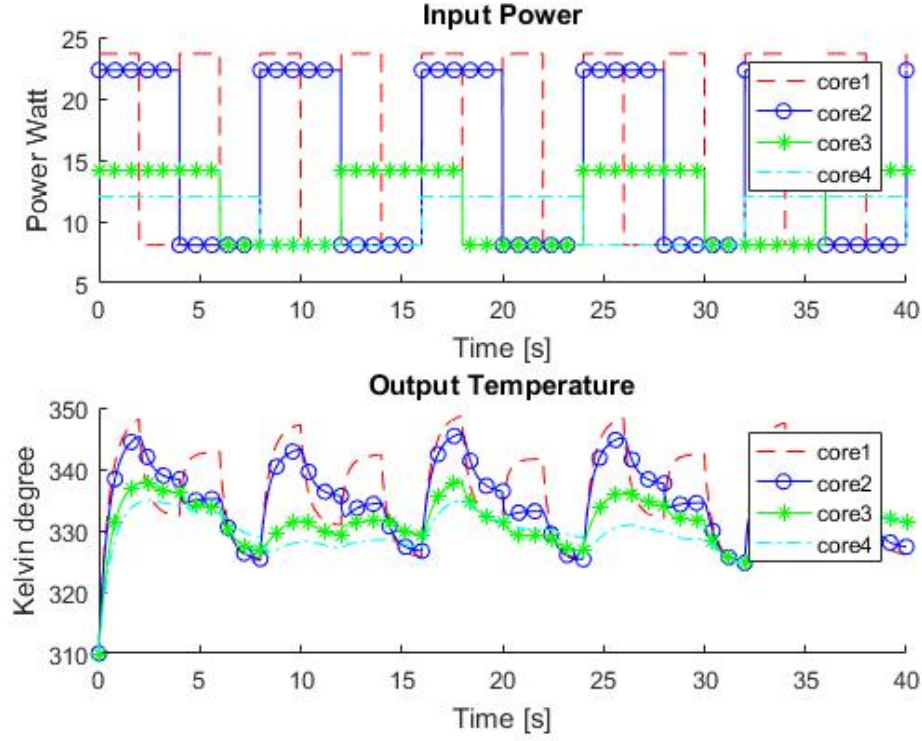 Input Power
25
20
15
10
5
Power Watt
core1
core2
core3
core4
0 5 10 15 20 25 30 35 40
Time [s]
Output Temperature
350
340
330
320
310
Kelvin degree
core1
core2
core3
core4
0 5 10 15 20 25 30 35 40
Time [s]